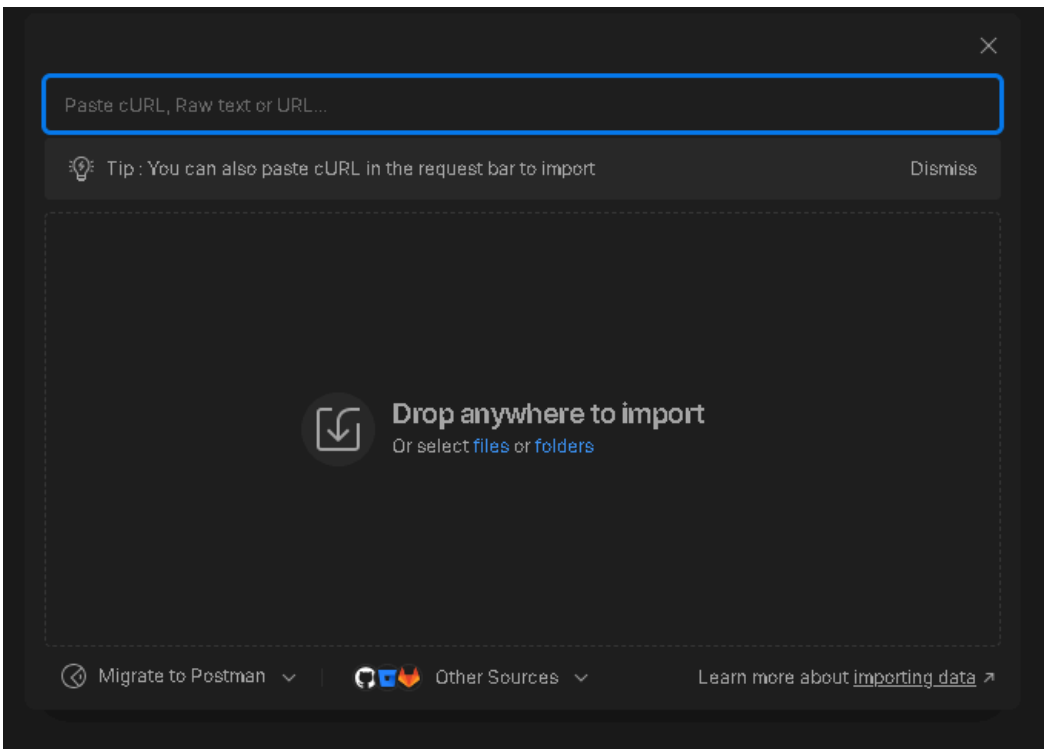 Paste cURL, Raw text or URL...
Tip : You can also paste cURL in the request bar to import
Dismiss
Drop anywhere to import
Or select files or folders
Migrate to Postman
Other Sources
Learn more about importing data